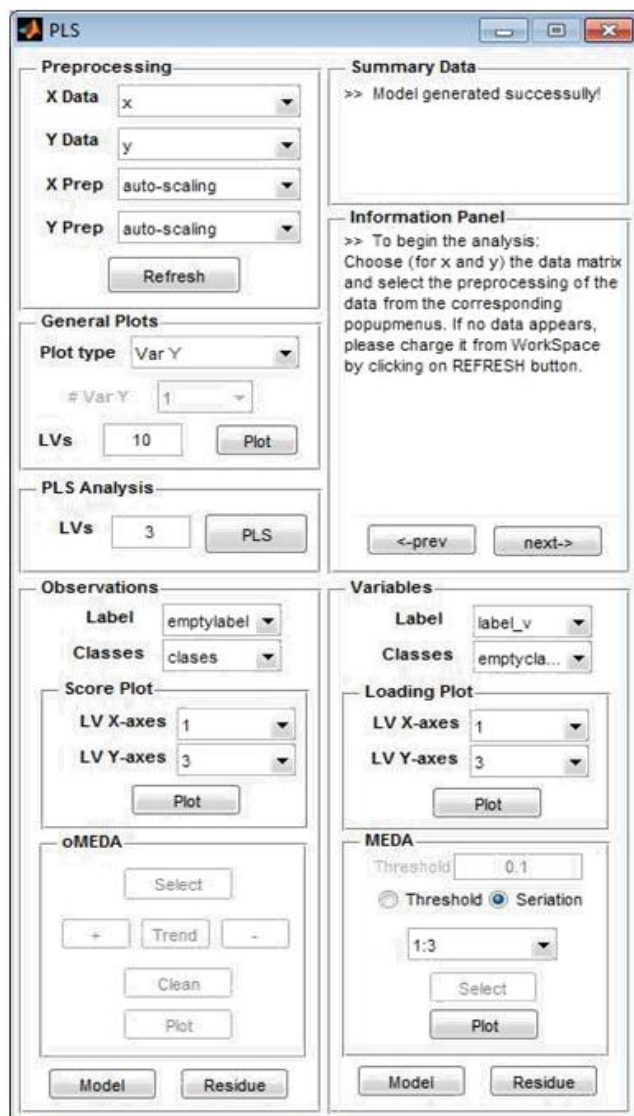 PLS
Preprocessing
X Data x
Y Data y
X Prep auto-scaling
Y Prep auto-scaling
Refresh
General Plots
Plot type Var Y
# Var Y 1
LVs 10 Plot
PLS Analysis
LVs 3 PLS
Summary Data
>> Model generated successully!
Information Panel
>> To begin the analysis:
Choose (for x and y) the data matrix
and select the preprocessing of the
data from the corresponding
popupmenus. If no data appears,
please charge it from WorkSpace
by clicking on REFRESH button.
<-prev next->
Observations
Label emptylabel
Classes clases
Score Plot
LV X-axes 1
LV Y-axes 3
Plot
oMEDA
Select
+ Trend -
Clean
Plot
Model Residue
Variables
Label label_v
Classes emptycla...
Loading Plot
LV X-axes 1
LV Y-axes 3
Plot
MEDA
Threshold 0.1
Threshold Seriation
1:3
Select
Plot
Model Residue